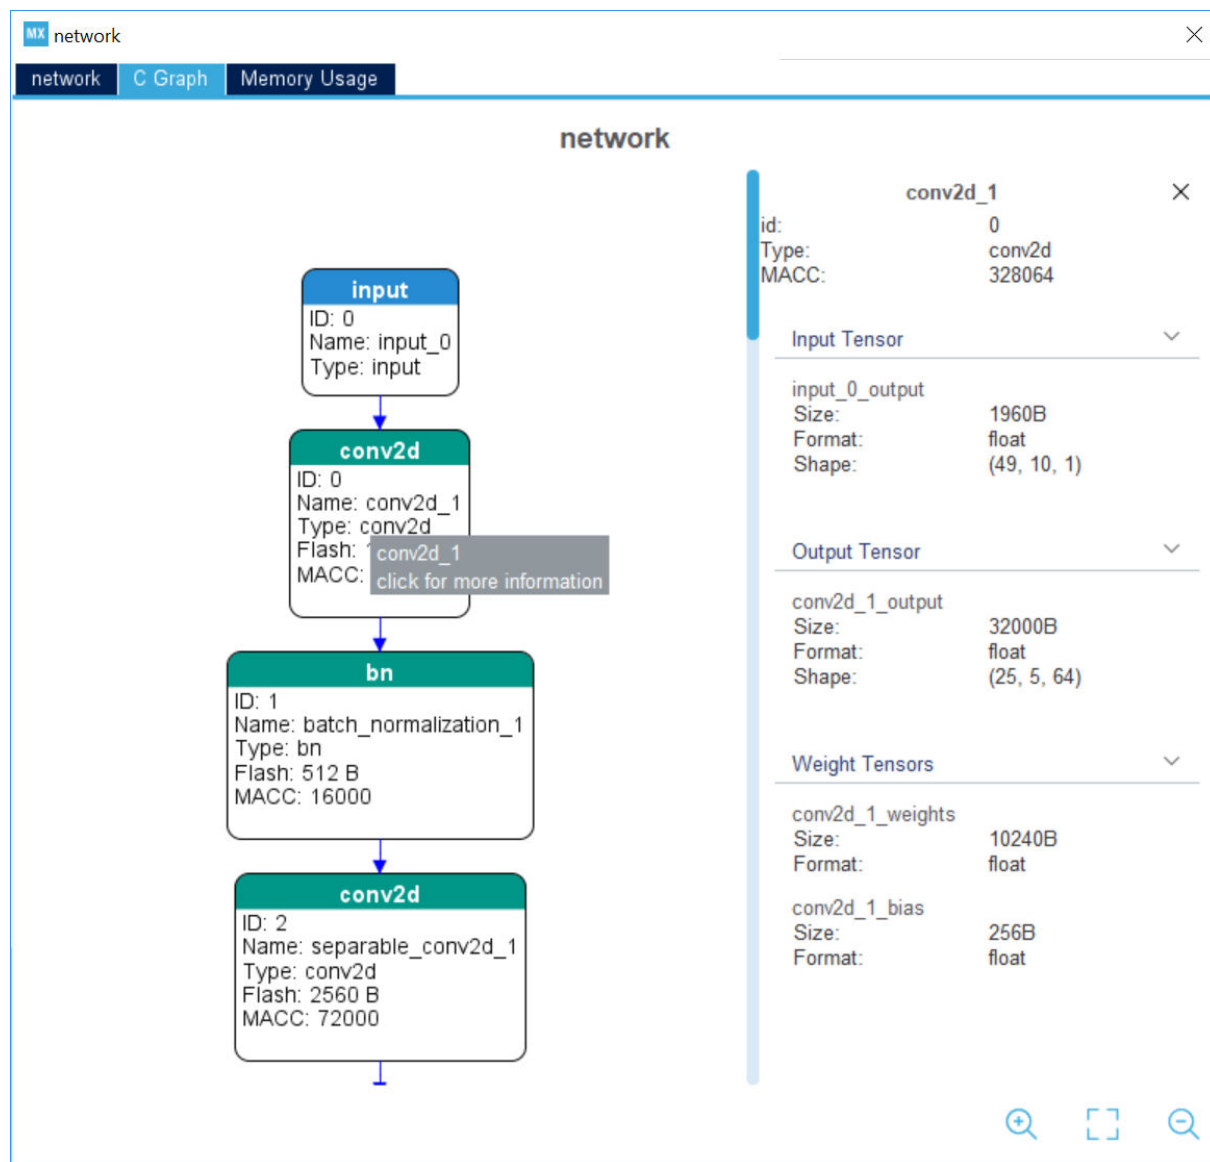 MX network
network C Graph Memory Usage
network
input
ID: 0
Name: input_0
Type: input
conv2d
ID: 0
Name: conv2d_1
Type: conv2d
Flash:
MACC:
conv2d_1
click for more information
bn
ID: 1
Name: batch_normalization_1
Type: bn
Flash: 512 B
MACC: 16000
conv2d
ID: 2
Name: separable_conv2d_1
Type: conv2d
Flash: 2560 B
MACC: 72000
conv2d_1
id: 0
Type: conv2d
MACC: 328064
Input Tensor
input_0_output
Size: 1960B
Format: float
Shape: (49, 10, 1)
Output Tensor
conv2d_1_output
Size: 32000B
Format: float
Shape: (25, 5, 64)
Weight Tensors
conv2d_1_weights
Size: 10240B
Format: float
conv2d_1_bias
Size: 256B
Format: float